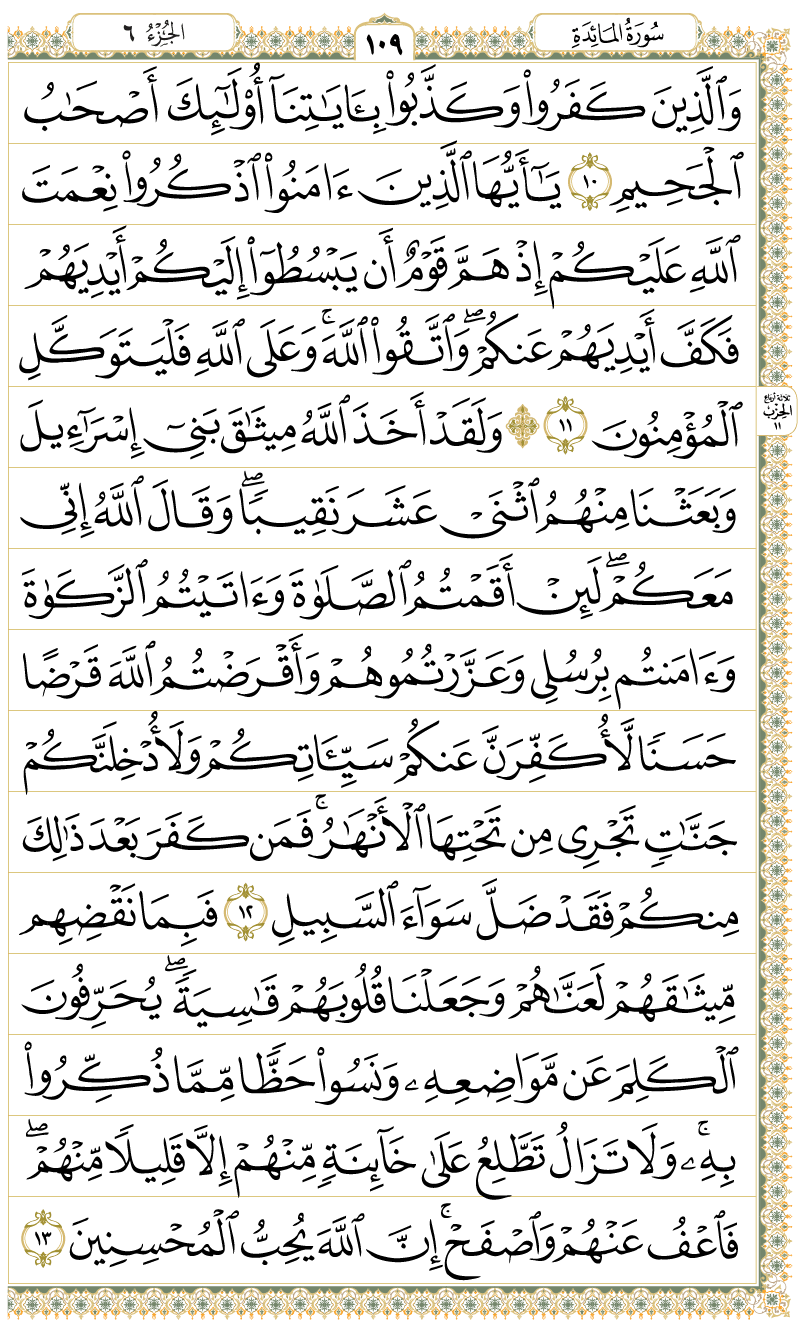 سُورَةُ المَائِدَةِ
١٠٩
الجُزْءُ ٦
وَٱلَّذِينَ كَفَرُواْ وَكَذَّبُواْ بِـَٔايَٰتِنَآ أُوْلَٰٓئِكَ أَصْحَٰبُ
ٱلْجَحِيمِ ١٠ يَٰٓأَيُّهَا ٱلَّذِينَ ءَامَنُواْ ٱذْكُرُواْ نِعْمَتَ
ٱللَّهِ عَلَيْكُمْ إِذْ هَمَّ قَوْمٌ أَن يَبْسُطُوٓاْ إِلَيْكُمْ أَيْدِيَهُمْ
فَكَفَّ أَيْدِيَهُمْ عَنكُمْۖ وَٱتَّقُواْ ٱللَّهَۚ وَعَلَى ٱللَّهِ فَلْيَتَوَكَّلِ
ٱلْمُؤْمِنُونَ ١١ ۞ وَلَقَدْ أَخَذَ ٱللَّهُ مِيثَٰقَ بَنِىٓ إِسْرَٰٓءِيلَ
ثلاثة أرباع
الحِزْب
١١
وَبَعَثْنَا مِنْهُمُ ٱثْنَىْ عَشَرَ نَقِيبًاۖ وَقَالَ ٱللَّهُ إِنِّى
مَعَكُمْۖ لَئِنْ أَقَمْتُمُ ٱلصَّلَوٰةَ وَءَاتَيْتُمُ ٱلزَّكَوٰةَ
وَءَامَنتُم بِرُسُلِى وَعَزَّرْتُمُوهُمْ وَأَقْرَضْتُمُ ٱللَّهَ قَرْضًا
حَسَنًا لَّأُكَفِّرَنَّ عَنكُمْ سَيِّـَٔاتِكُمْ وَلَأُدْخِلَنَّكُمْ
جَنَّٰتٍ تَجْرِى مِن تَحْتِهَا ٱلْأَنْهَٰرُۚ فَمَن كَفَرَ بَعْدَ ذَٰلِكَ
مِنكُمْ فَقَدْ ضَلَّ سَوَآءَ ٱلسَّبِيلِ ١٢ فَبِمَا نَقْضِهِم
مِّيثَٰقَهُمْ لَعَنَّٰهُمْ وَجَعَلْنَا قُلُوبَهُمْ قَٰسِيَةًۖ يُحَرِّفُونَ
ٱلْكَلِمَ عَن مَّوَاضِعِهِۦ وَنَسُواْ حَظًّا مِّمَّا ذُكِّرُواْ
بِهِۦۚ وَلَا تَزَالُ تَطَّلِعُ عَلَىٰ خَآئِنَةٍ مِّنْهُمْ إِلَّا قَلِيلًا مِّنْهُمْۖ
فَٱعْفُ عَنْهُمْ وَٱصْفَحْۚ إِنَّ ٱللَّهَ يُحِبُّ ٱلْمُحْسِنِينَ ١٣